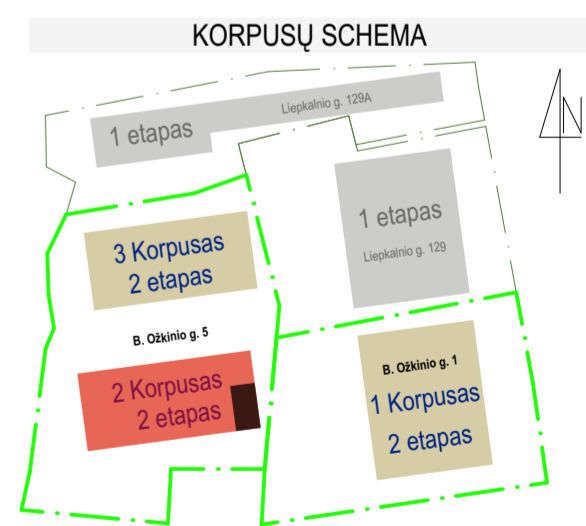 KORPUSŲ SCHEMA
Liepkalnio g. 129A
1 etapas
N
1 etapas
Liepkalnio g. 129
3 Korpusas
2 etapas
B. Ožkinio g. 5
B. Ožkinio g. 1
2 Korpusas
2 etapas
1 Korpusas
2 etapas